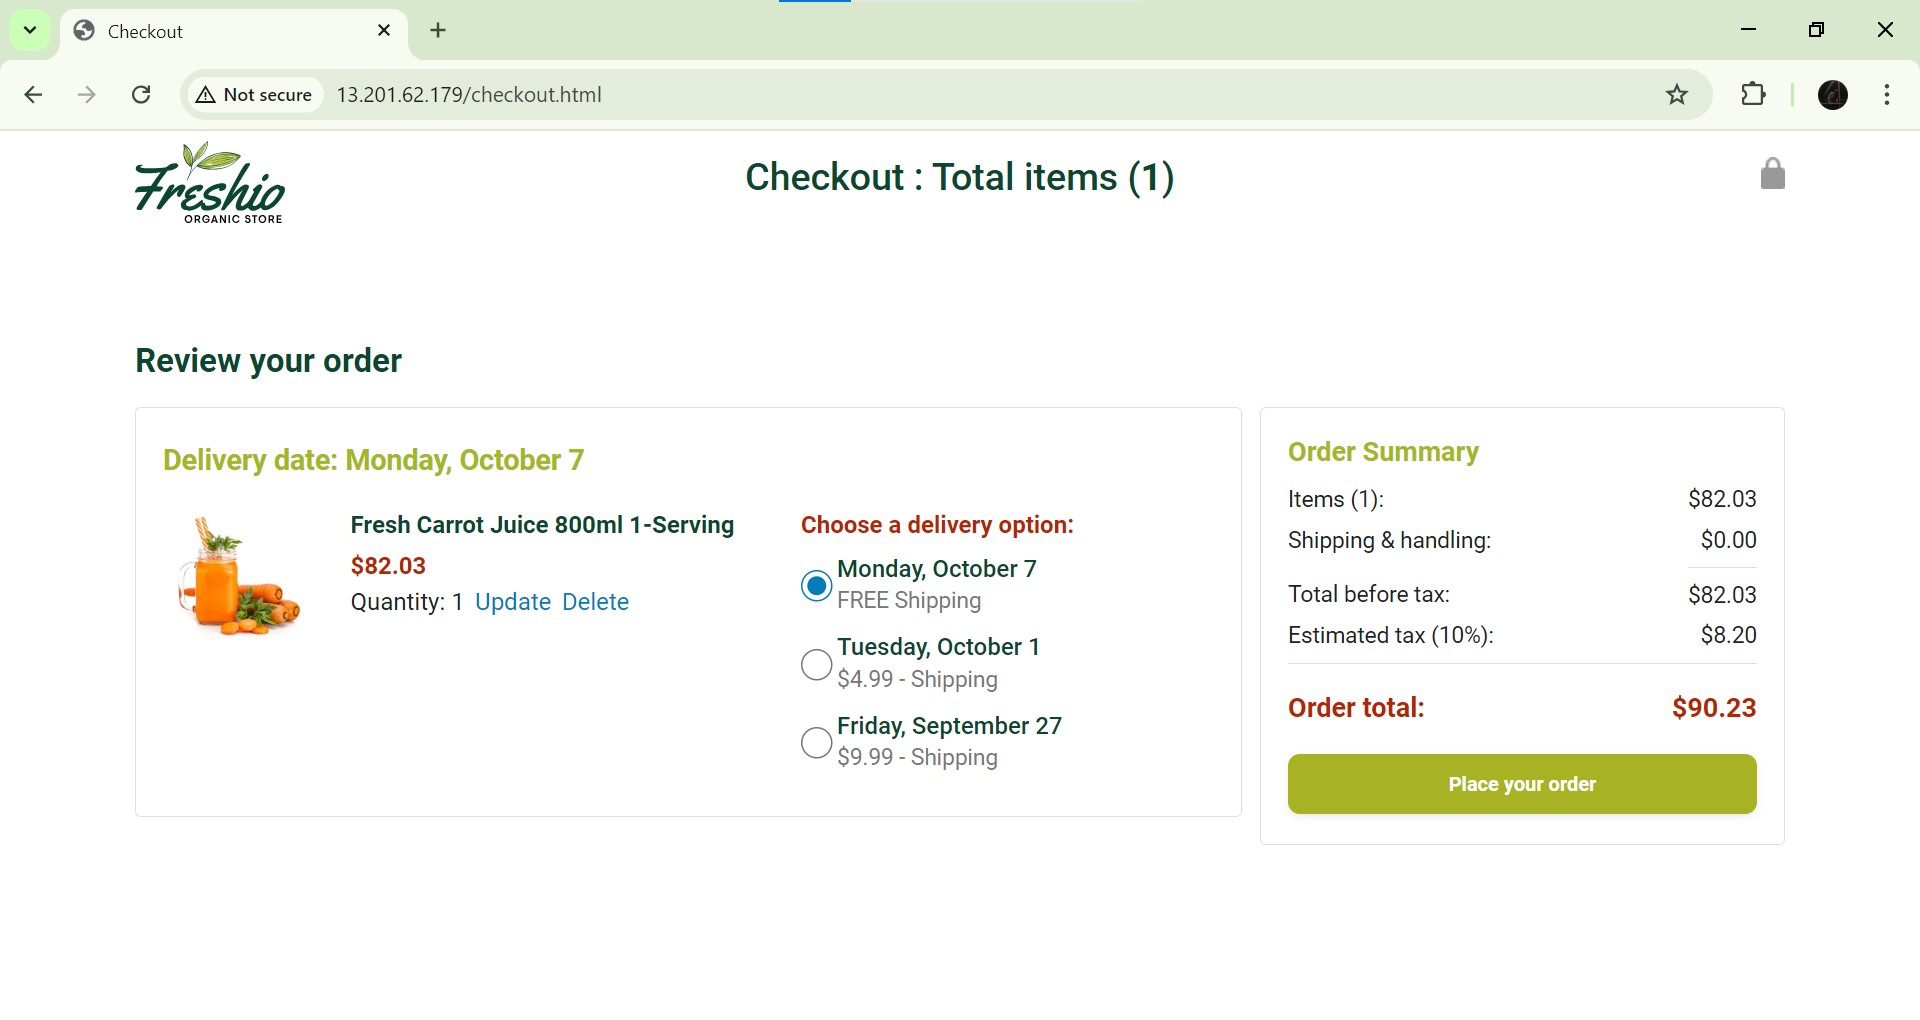 Checkout
Not secure
13.201.62.179/checkout.html
Freshio
ORGANIC STORE
Checkout : Total items (1)
Review your order
Delivery date: Monday, October 7
Fresh Carrot Juice 800ml 1-Serving
$82.03
Quantity: 1 Update Delete
Choose a delivery option:
Monday, October 7
FREE Shipping
Tuesday, October 1
$4.99 - Shipping
Friday, September 27
$9.99 - Shipping
Order Summary
Items (1): $82.03
Shipping & handling: $0.00
Total before tax: $82.03
Estimated tax (10%): $8.20
Order total: $90.23
Place your order